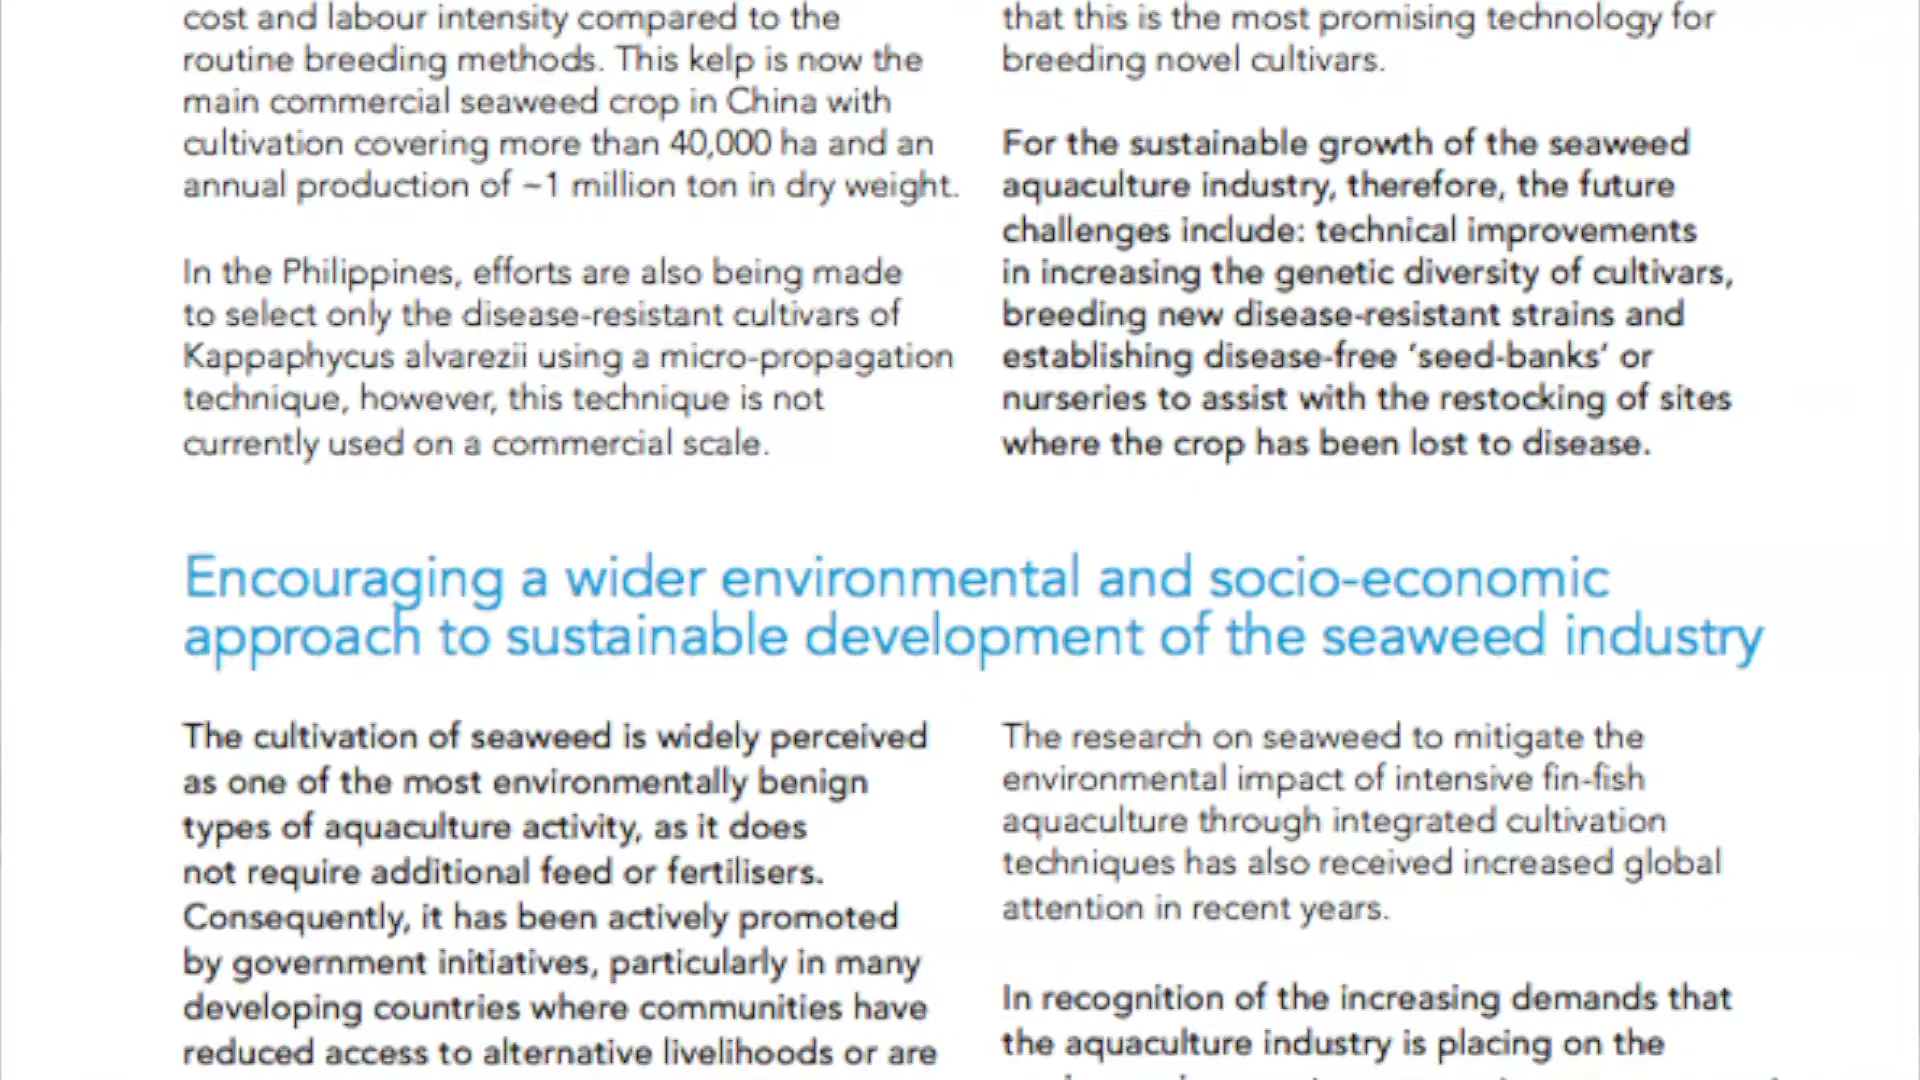 cost and labour intensity compared to the
routine breeding methods. This kelp is now the
main commercial seaweed crop in China with
cultivation covering more than 40,000 ha and an
annual production of ~1 million ton in dry weight.
In the Philippines, efforts are also being made
to select only the disease-resistant cultivars of
Kappaphycus alvarezii using a micro-propagation
technique, however, this technique is not
currently used on a commercial scale.
that this is the most promising technology for
breeding novel cultivars.
For the sustainable growth of the seaweed
aquaculture industry, therefore, the future
challenges include: technical improvements
in increasing the genetic diversity of cultivars,
breeding new disease-resistant strains and
establishing disease-free ‘seed-banks’ or
nurseries to assist with the restocking of sites
where the crop has been lost to disease.
Encouraging a wider environmental and socio-economic
approach to sustainable development of the seaweed industry
The cultivation of seaweed is widely perceived
as one of the most environmentally benign
types of aquaculture activity, as it does
not require additional feed or fertilisers.
Consequently, it has been actively promoted
by government initiatives, particularly in many
developing countries where communities have
reduced access to alternative livelihoods or are
The research on seaweed to mitigate the
environmental impact of intensive fin-fish
aquaculture through integrated cultivation
techniques has also received increased global
attention in recent years.
In recognition of the increasing demands that
the aquaculture industry is placing on the